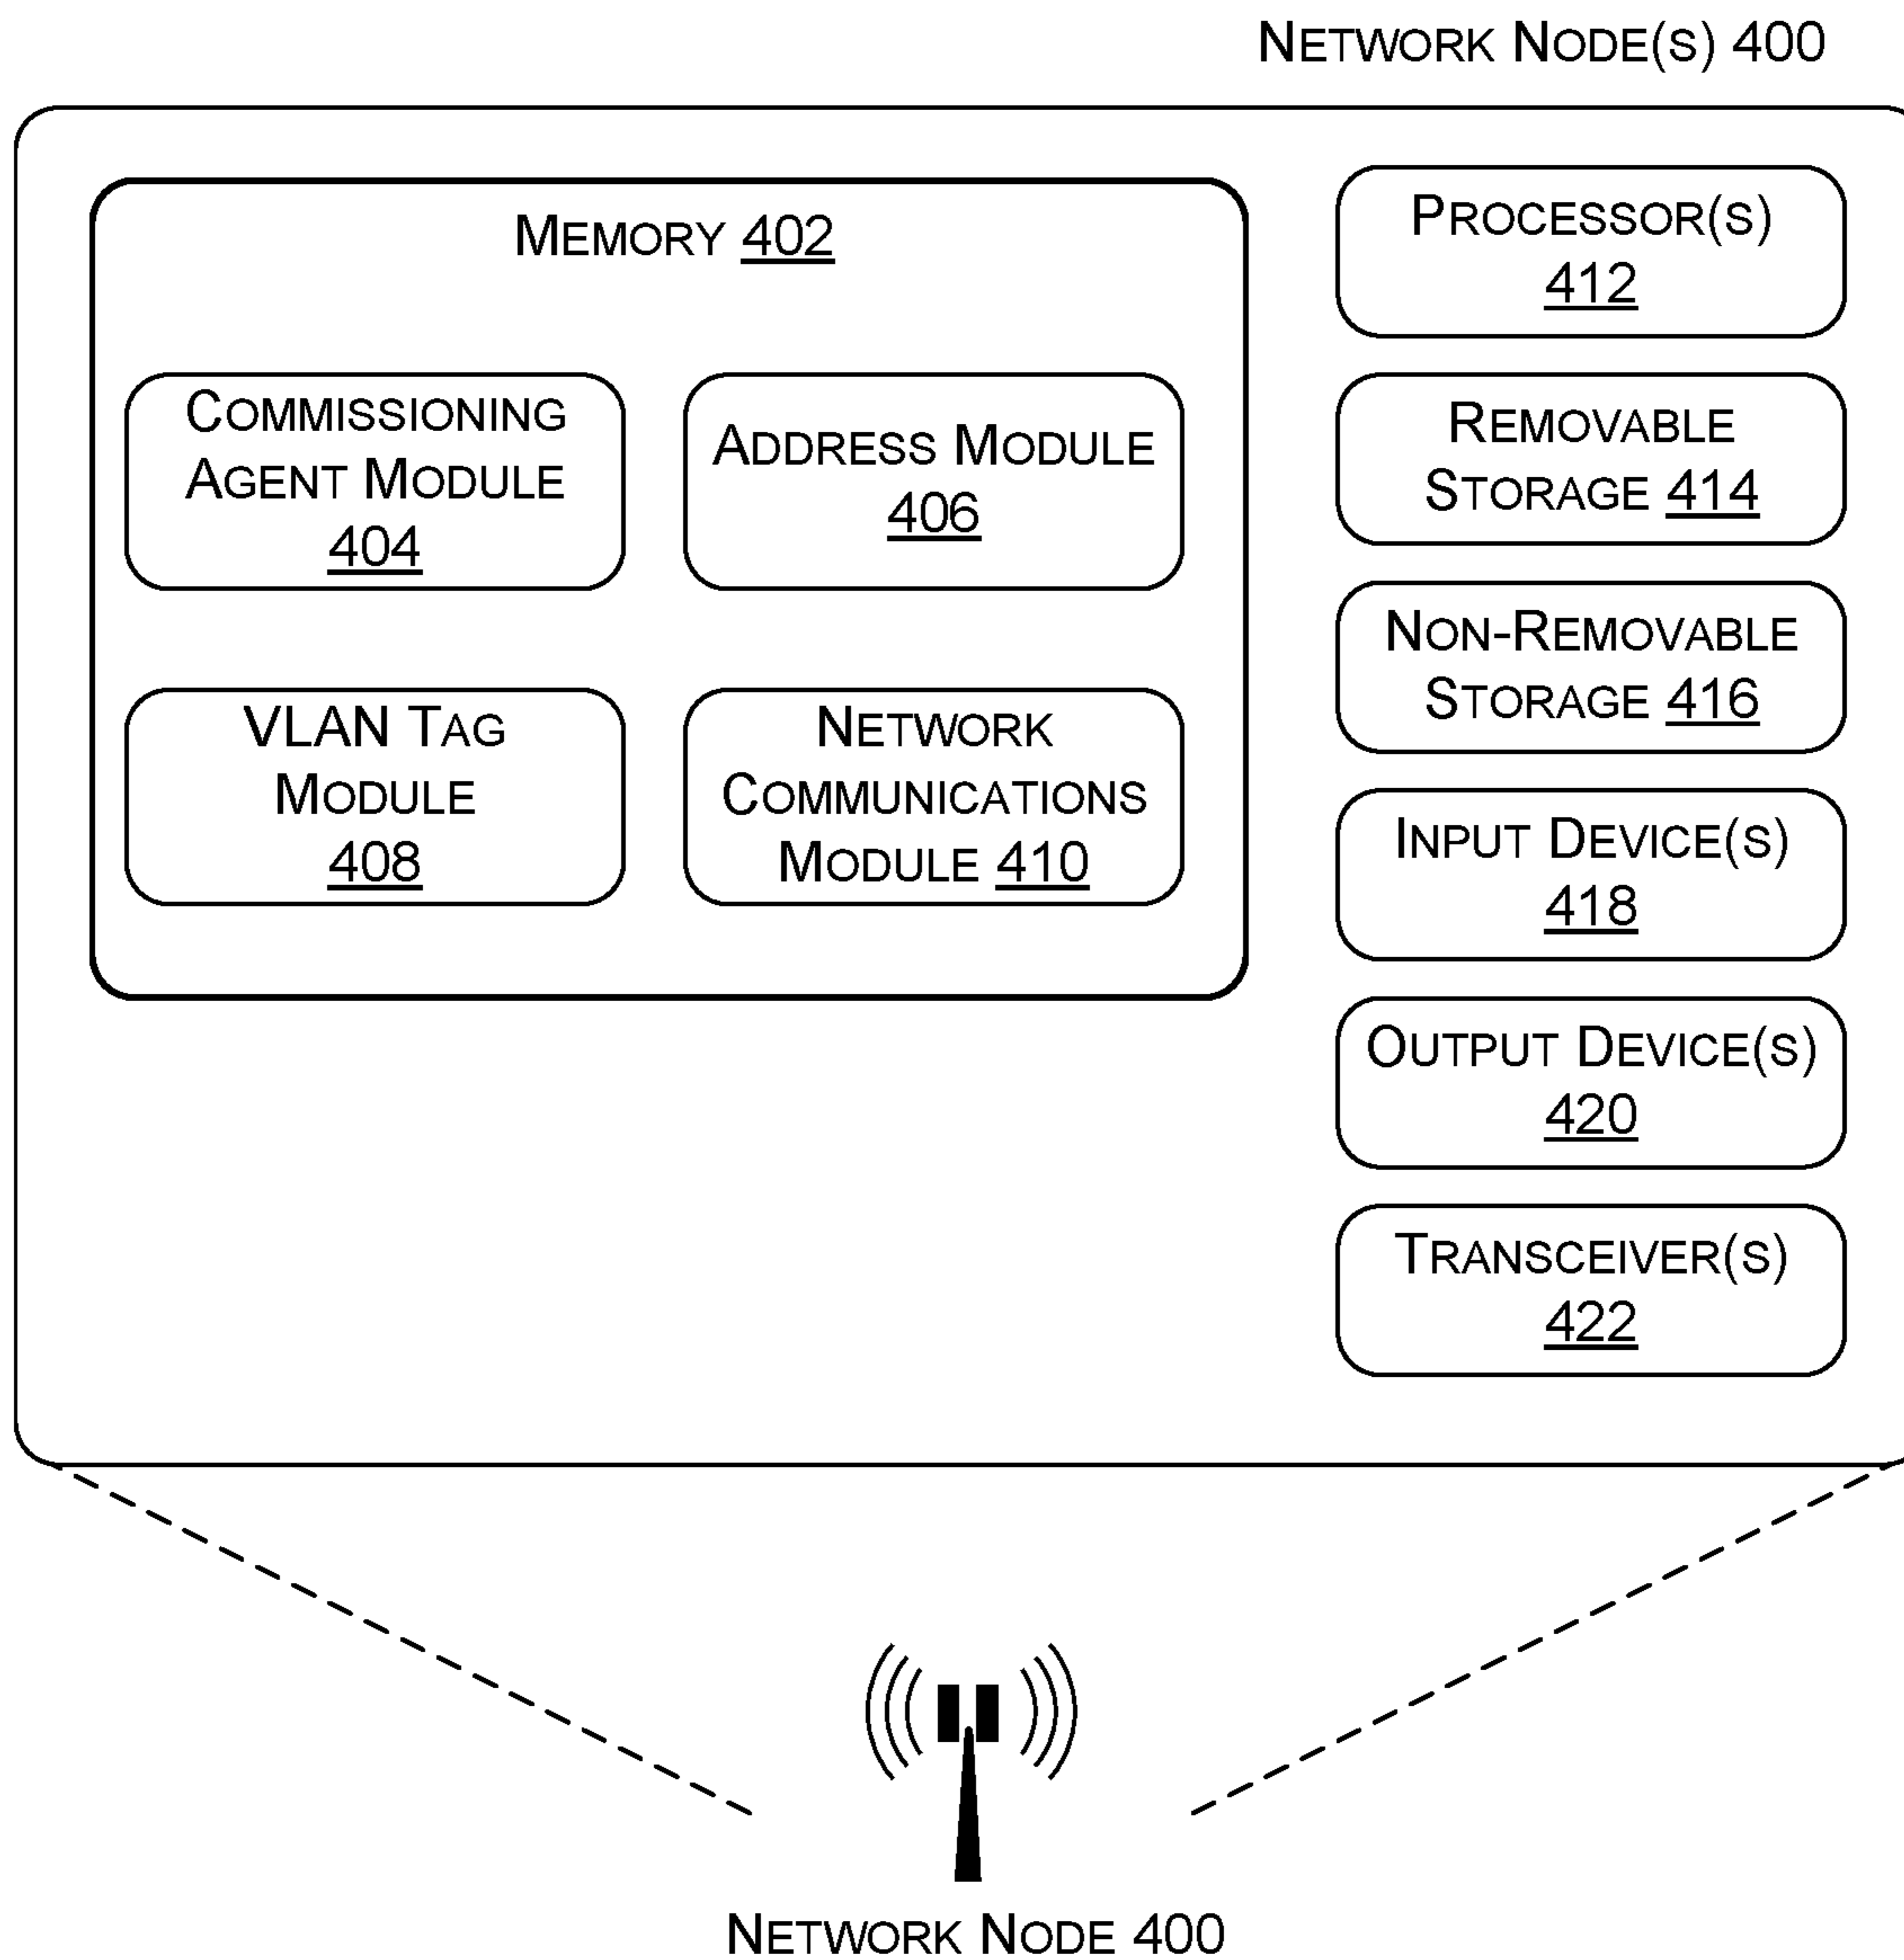 NETWORK NODE(S) 400
MEMORY 402
COMMISSIONING
AGENT MODULE
404
ADDRESS MODULE
406
VLAN TAG
MODULE
408
NETWORK
COMMUNICATIONS
MODULE 410
PROCESSOR(S)
412
REMOVABLE
STORAGE 414
NON-REMOVABLE
STORAGE 416
INPUT DEVICE(S)
418
OUTPUT DEVICE(S)
420
TRANSCEIVER(S)
422
NETWORK NODE 400